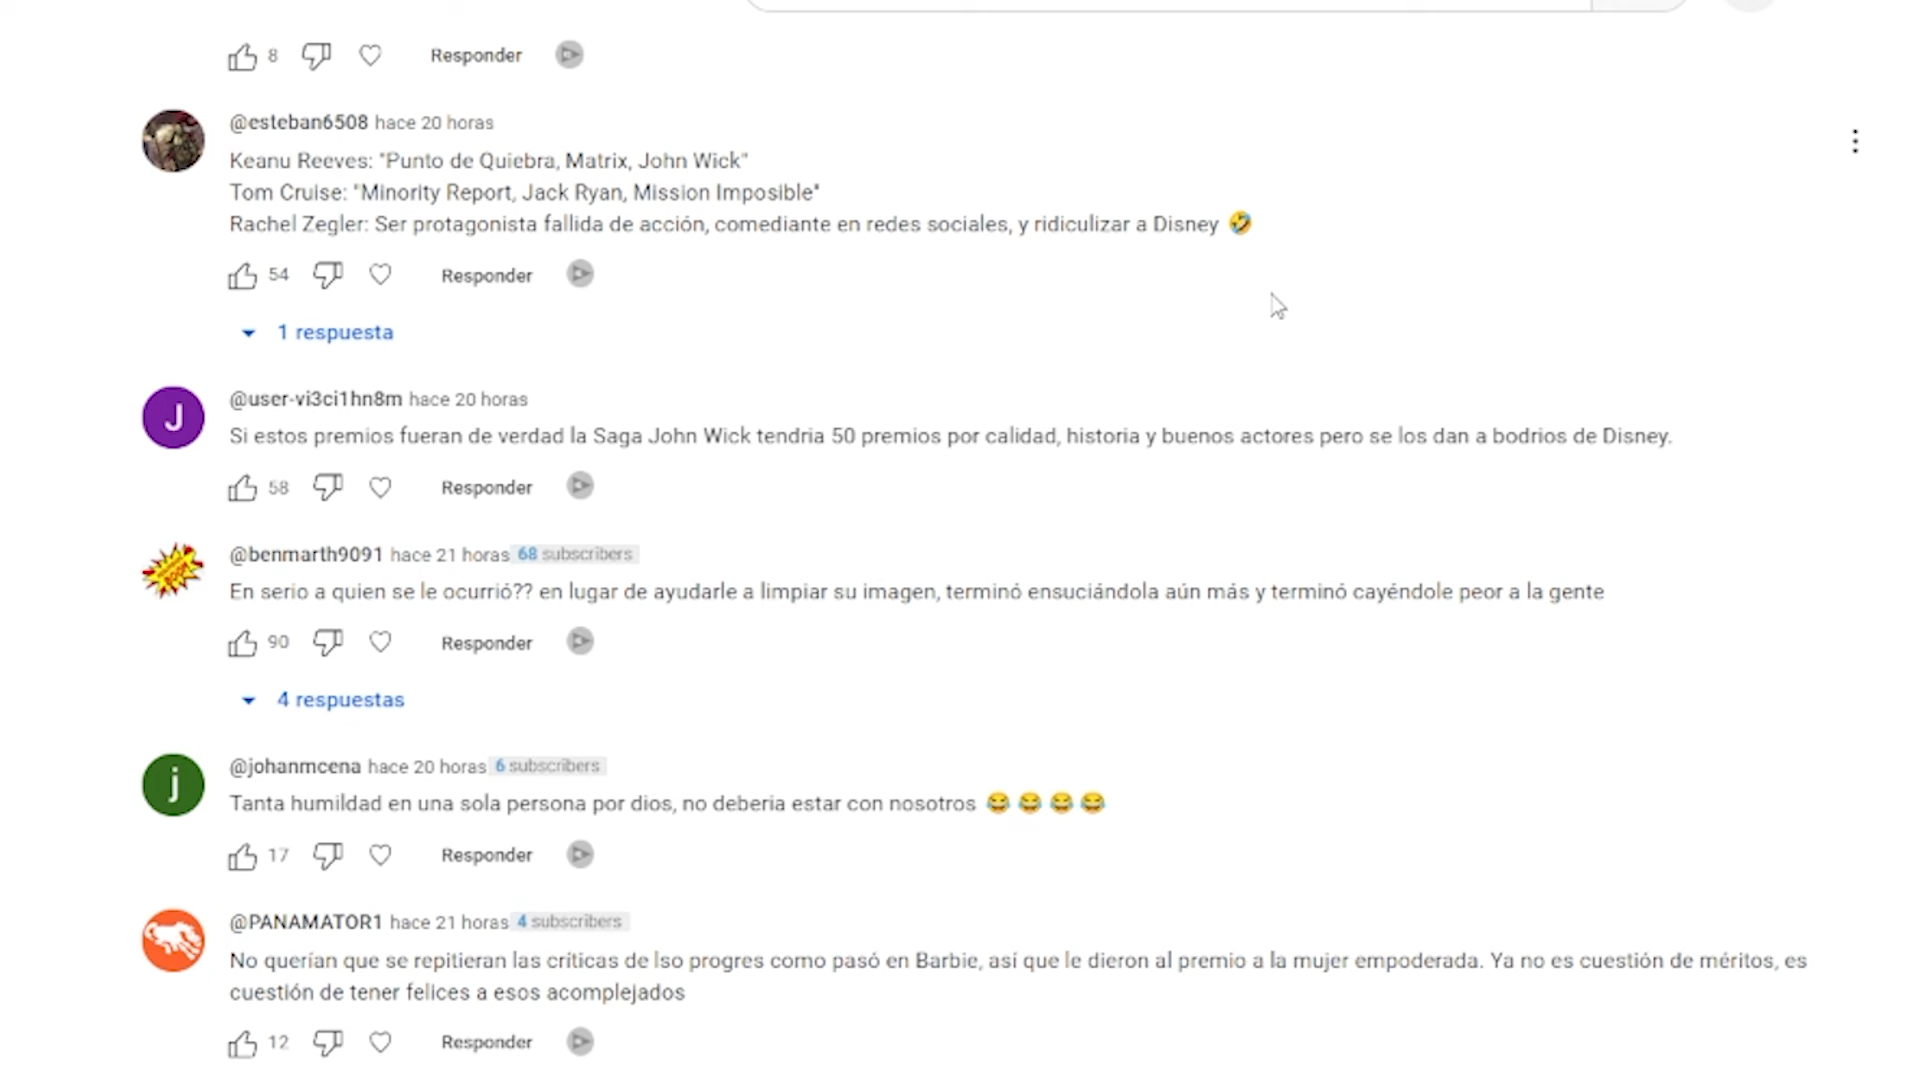 8 Responder
@esteban6508 hace 20 horas
Keanu Reeves: "Punto de Quiebra, Matrix, John Wick"
Tom Cruise: "Minority Report, Jack Ryan, Mission Imposible"
Rachel Zegler: Ser protagonista fallida de acción, comediante en redes sociales, y ridiculizar a Disney 🤣
54 Responder
1 respuesta
J
@user-vi3ci1hn8m hace 20 horas
Si estos premios fueran de verdad la Saga John Wick tendria 50 premios por calidad, historia y buenos actores pero se los dan a bodrios de Disney.
58 Responder
@benmarth9091 hace 21 horas 68 subscribers
En serio a quien se le ocurrió?? en lugar de ayudarle a limpiar su imagen, terminó ensuciándola aún más y terminó cayéndole peor a la gente
90 Responder
4 respuestas
j
@johanmcena hace 20 horas 6 subscribers
Tanta humildad en una sola persona por dios, no deberia estar con nosotros 😂 😂 😂 😂
17 Responder
@PANAMATOR1 hace 21 horas 4 subscribers
No querían que se repitieran las críticas de lso progres como pasó en Barbie, así que le dieron al premio a la mujer empoderada. Ya no es cuestión de méritos, es
cuestión de tener felices a esos acomplejados
12 Responder